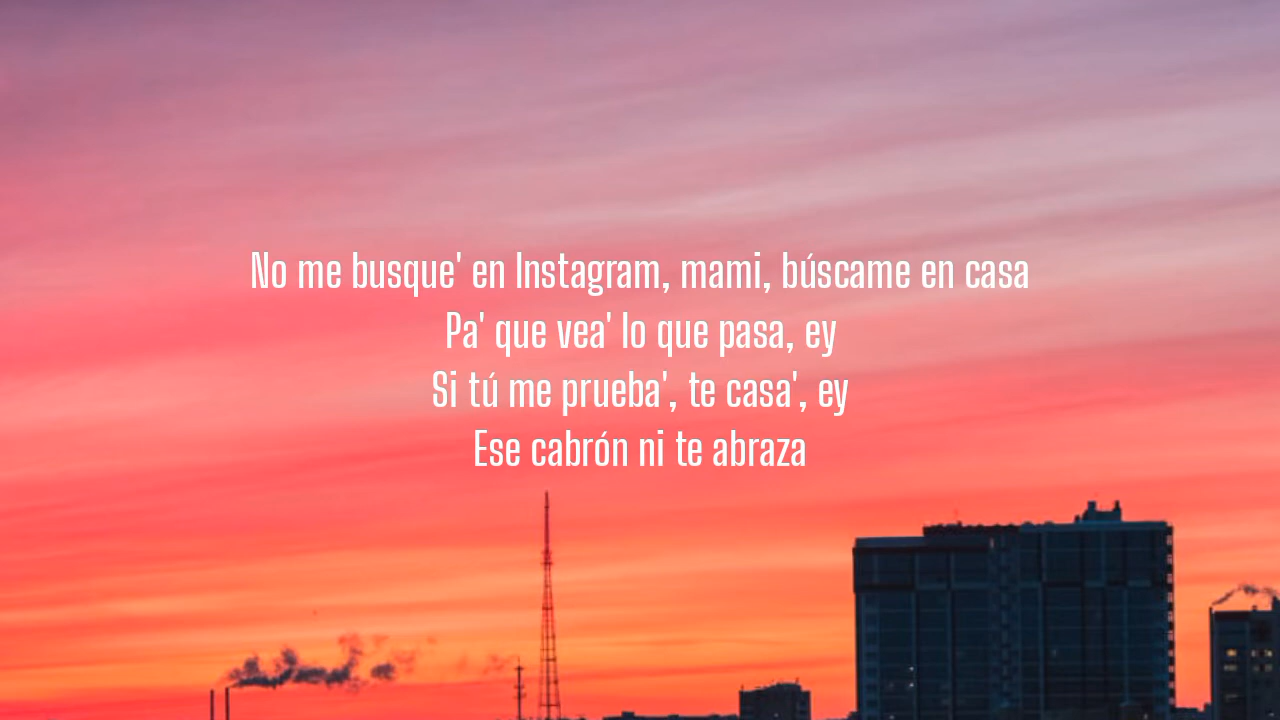 No me busque' en Instagram, mami, búscame en casa
Pa' que vea' lo que pasa, ey
Si tú me prueba', te casa', ey
Ese cabrón ni te abraza